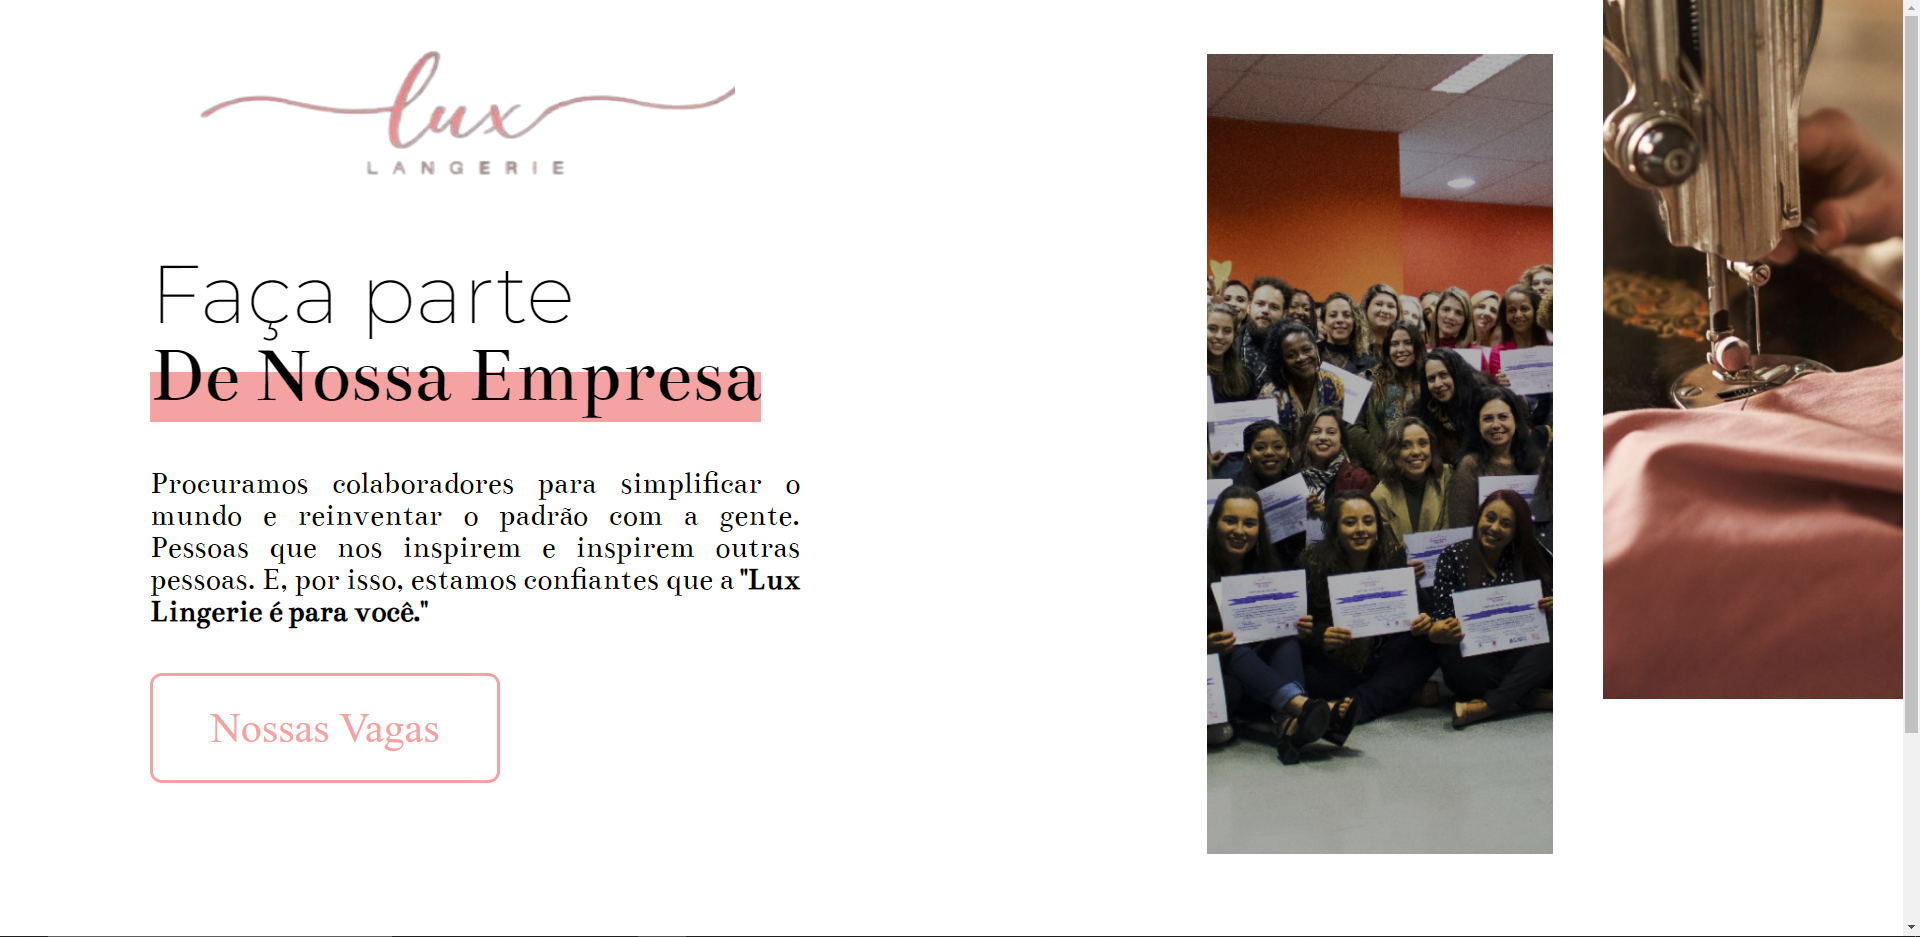 lux
LANGERIE
Faça parte
De Nossa Empresa
Procuramos colaboradores para simplificar o
mundo e reinventar o padrão com a gente.
Pessoas que nos inspirem e inspirem outras
pessoas. E, por isso, estamos confiantes que a "Lux
Lingerie é para você."
Nossas Vagas